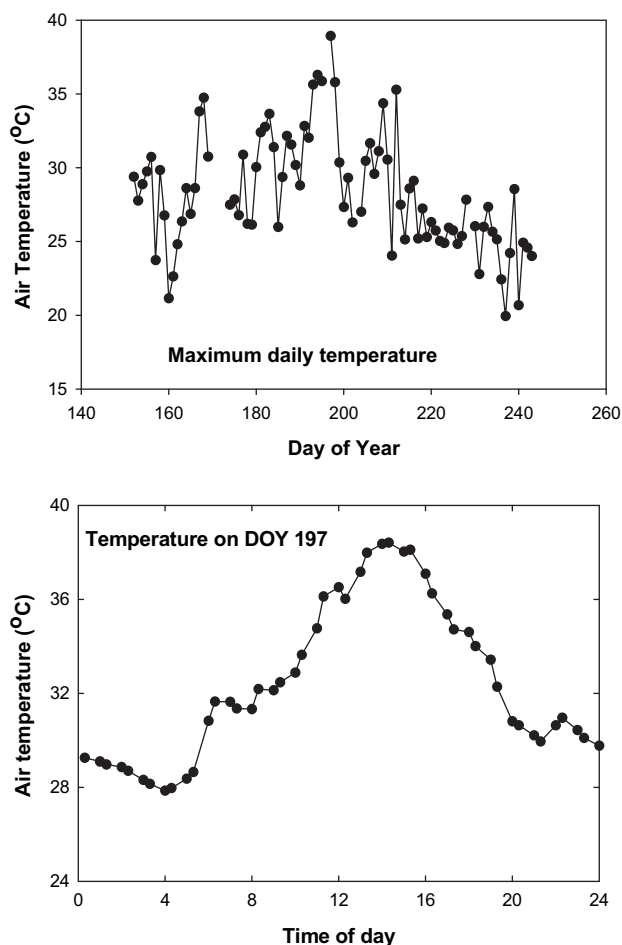 40
35
30
25
20
15
Air Temperature (°C)
Maximum daily temperature
140 160 180 200 220 240 260
Day of Year
40
36
32
28
24
Air temperature (°C)
Temperature on DOY 197
0 4 8 12 16 20 24
Time of day